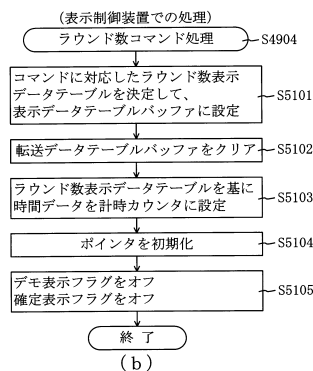 (表示制御装置での処理)
ラウンド数コマンド処理
S4904
コマンドに対応したラウンド数表示
データテーブルを決定して、
表示データテーブルバッファに設定
S5101
転送データテーブルバッファをクリア
S5102
ラウンド数表示データテーブルを基に
時間データを計時カウンタに設定
S5103
ポインタを初期化
S5104
デモ表示フラグをオフ
確定表示フラグをオフ
S5105
終 了
(b)